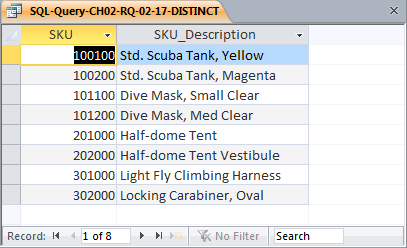 SQL-Query-CH02-RQ-02-17-DISTINCT
SKU SKU_Description
100100 Std. Scuba Tank, Yellow
100200 Std. Scuba Tank, Magenta
101100 Dive Mask, Small Clear
101200 Dive Mask, Med Clear
201000 Half-dome Tent
202000 Half-dome Tent Vestibule
301000 Light Fly Climbing Harness
302000 Locking Carabiner, Oval
Record: 1 of 8 No Filter Search